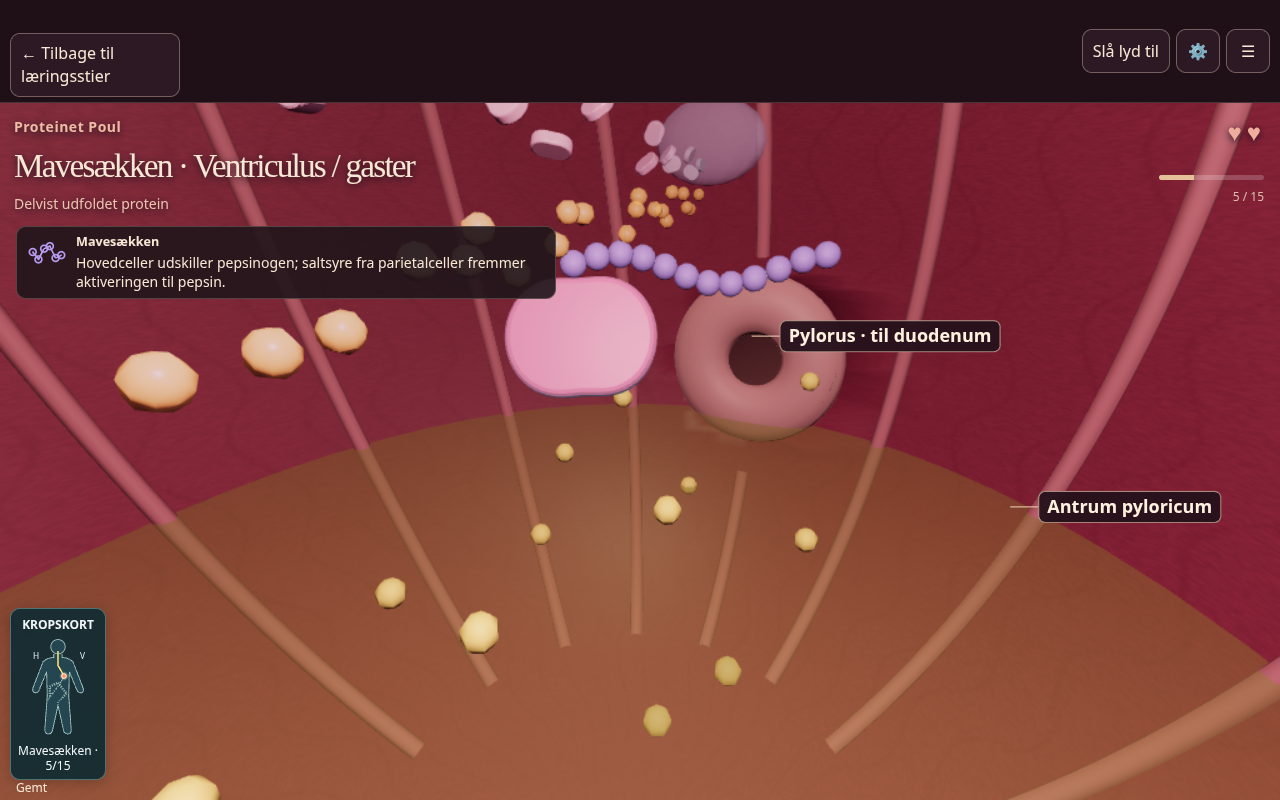 ← Tilbage til
læringsstier
Slå lyd til
⚙️
☰
Proteinet Poul
Mavesækken · Ventriculus / gaster
Delvist udfoldet protein
♥ ♥
5 / 15
Mavesækken
Hovedceller udskiller pepsinogen; saltsyre fra parietalceller fremmer
aktiveringen til pepsin.
Pylorus · til duodenum
Antrum pyloricum
KROPSKORT
H V
Mavesækken ·
5/15
Gemt